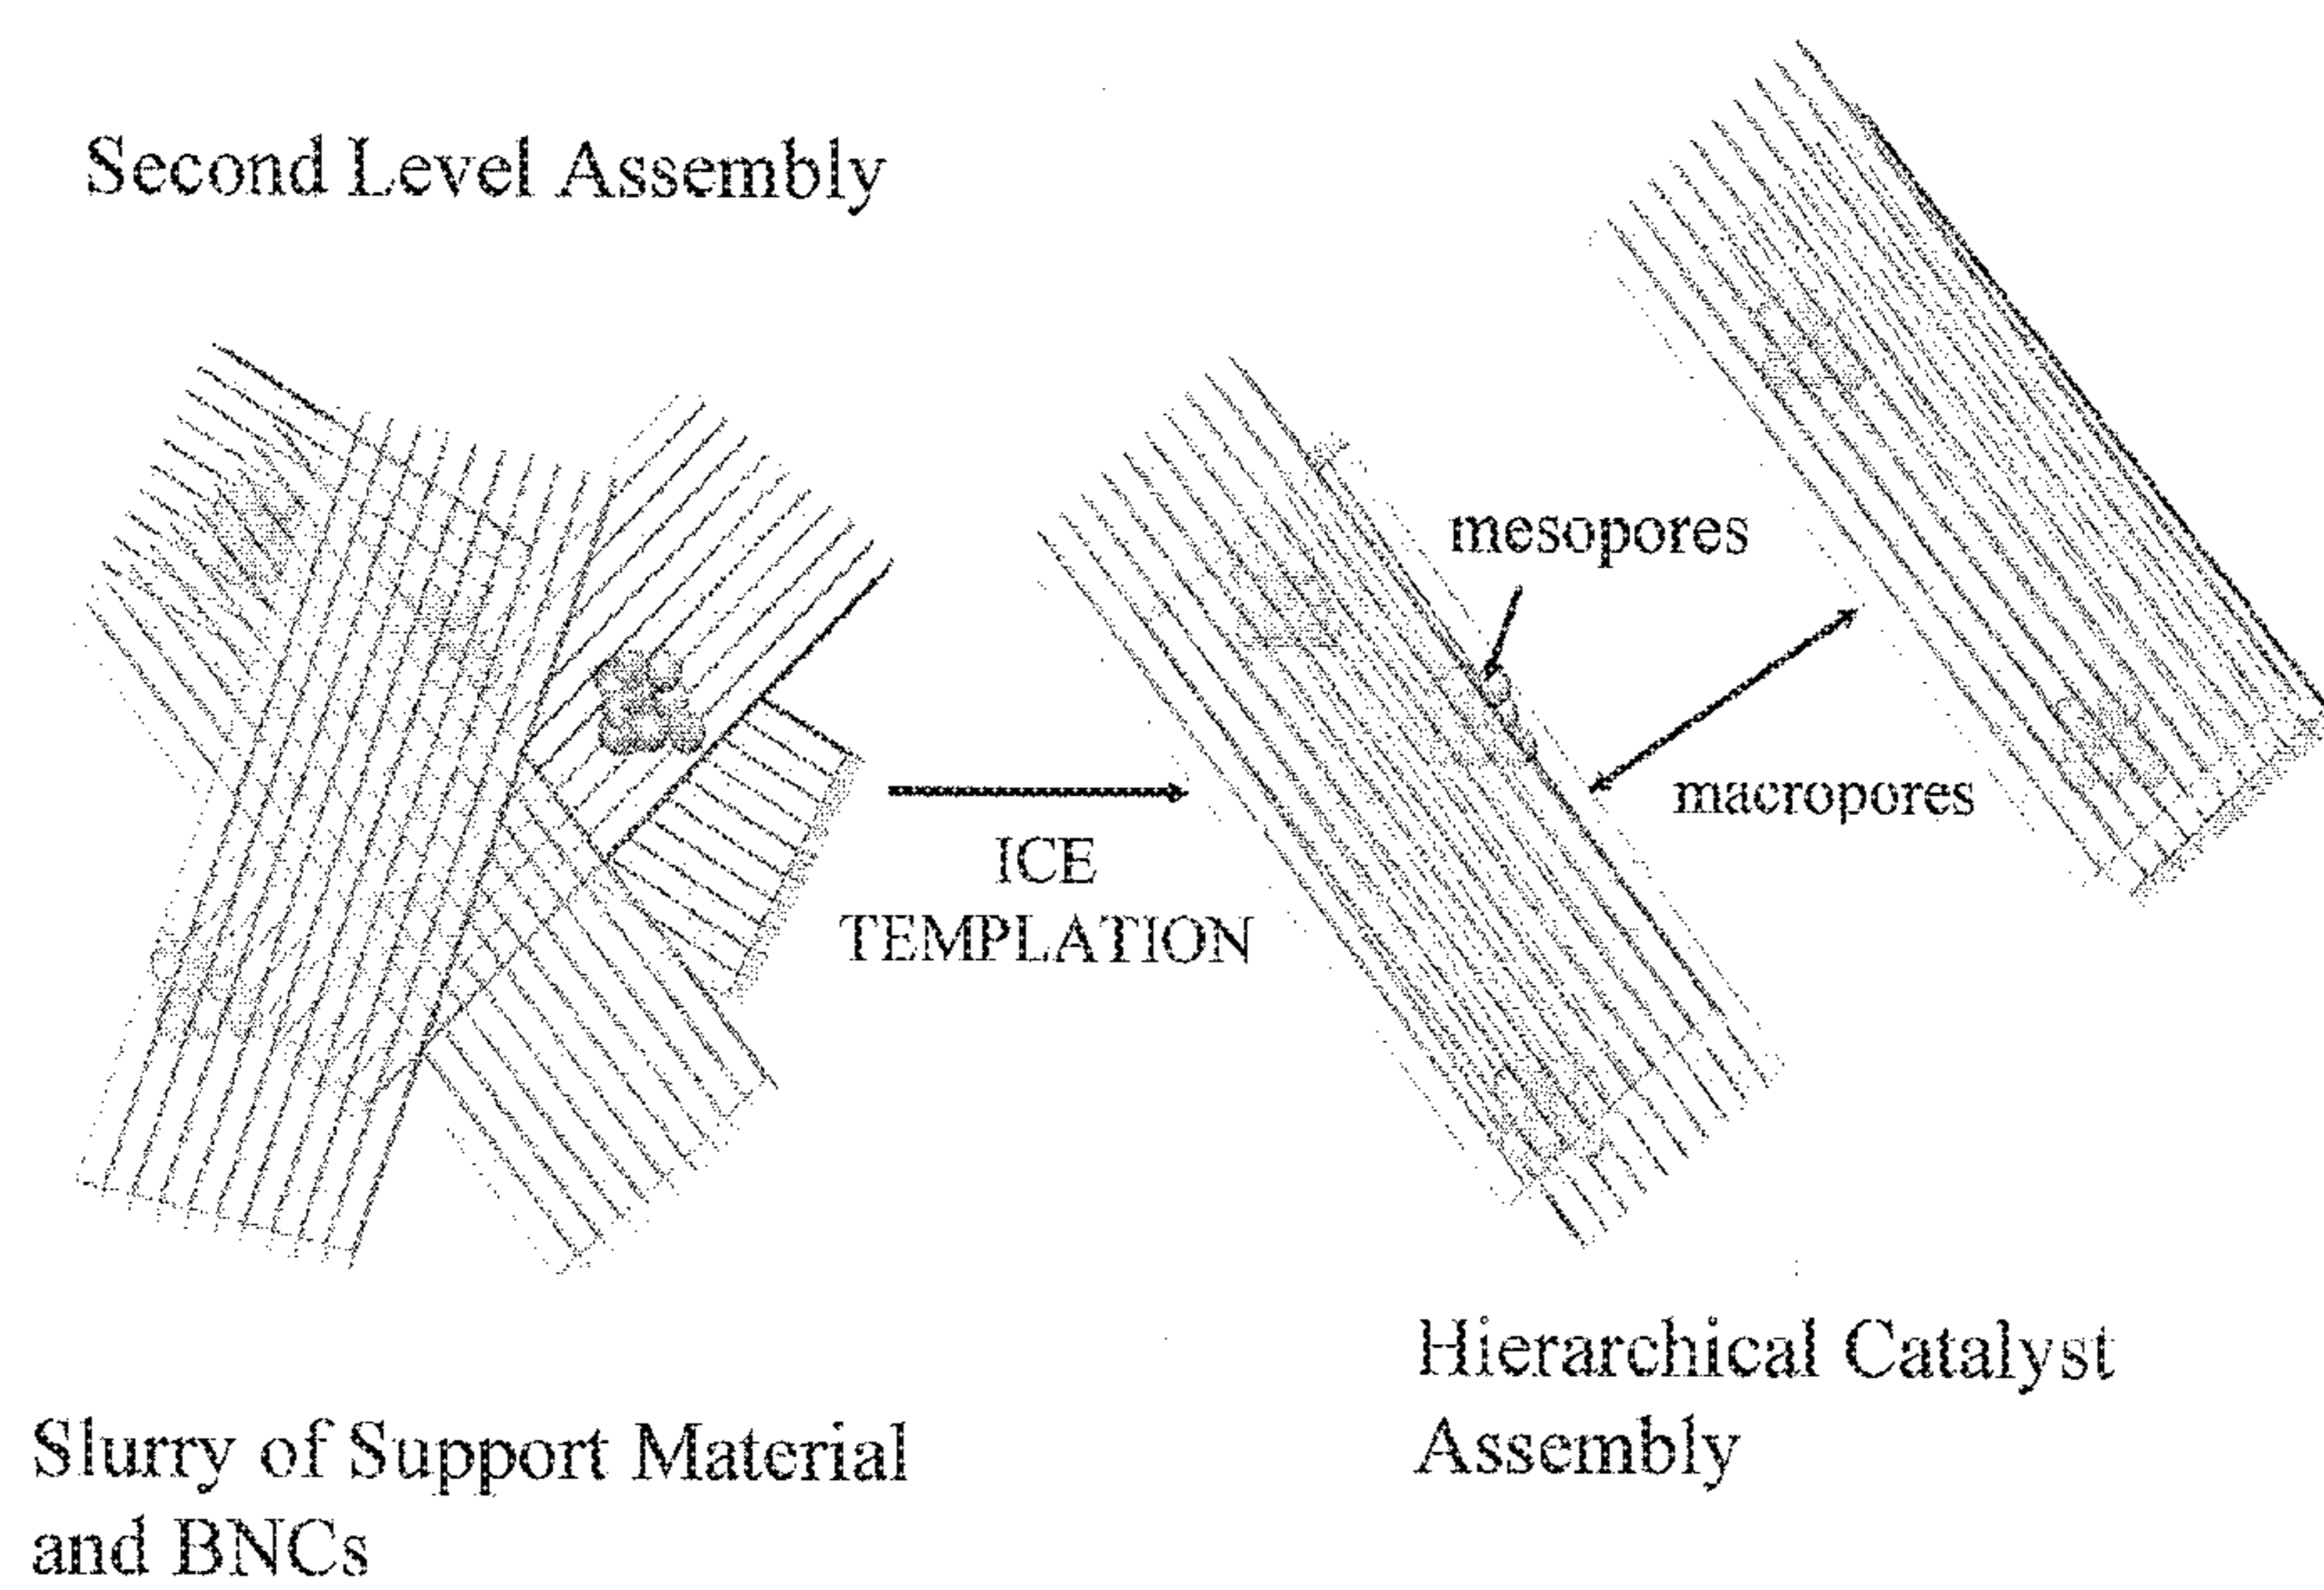 Second Level Assembly
mesopores
macropores
ICE
TEMPLATION
Hierarchical Catalyst
Assembly
Slurry of Support Material
and BNCs